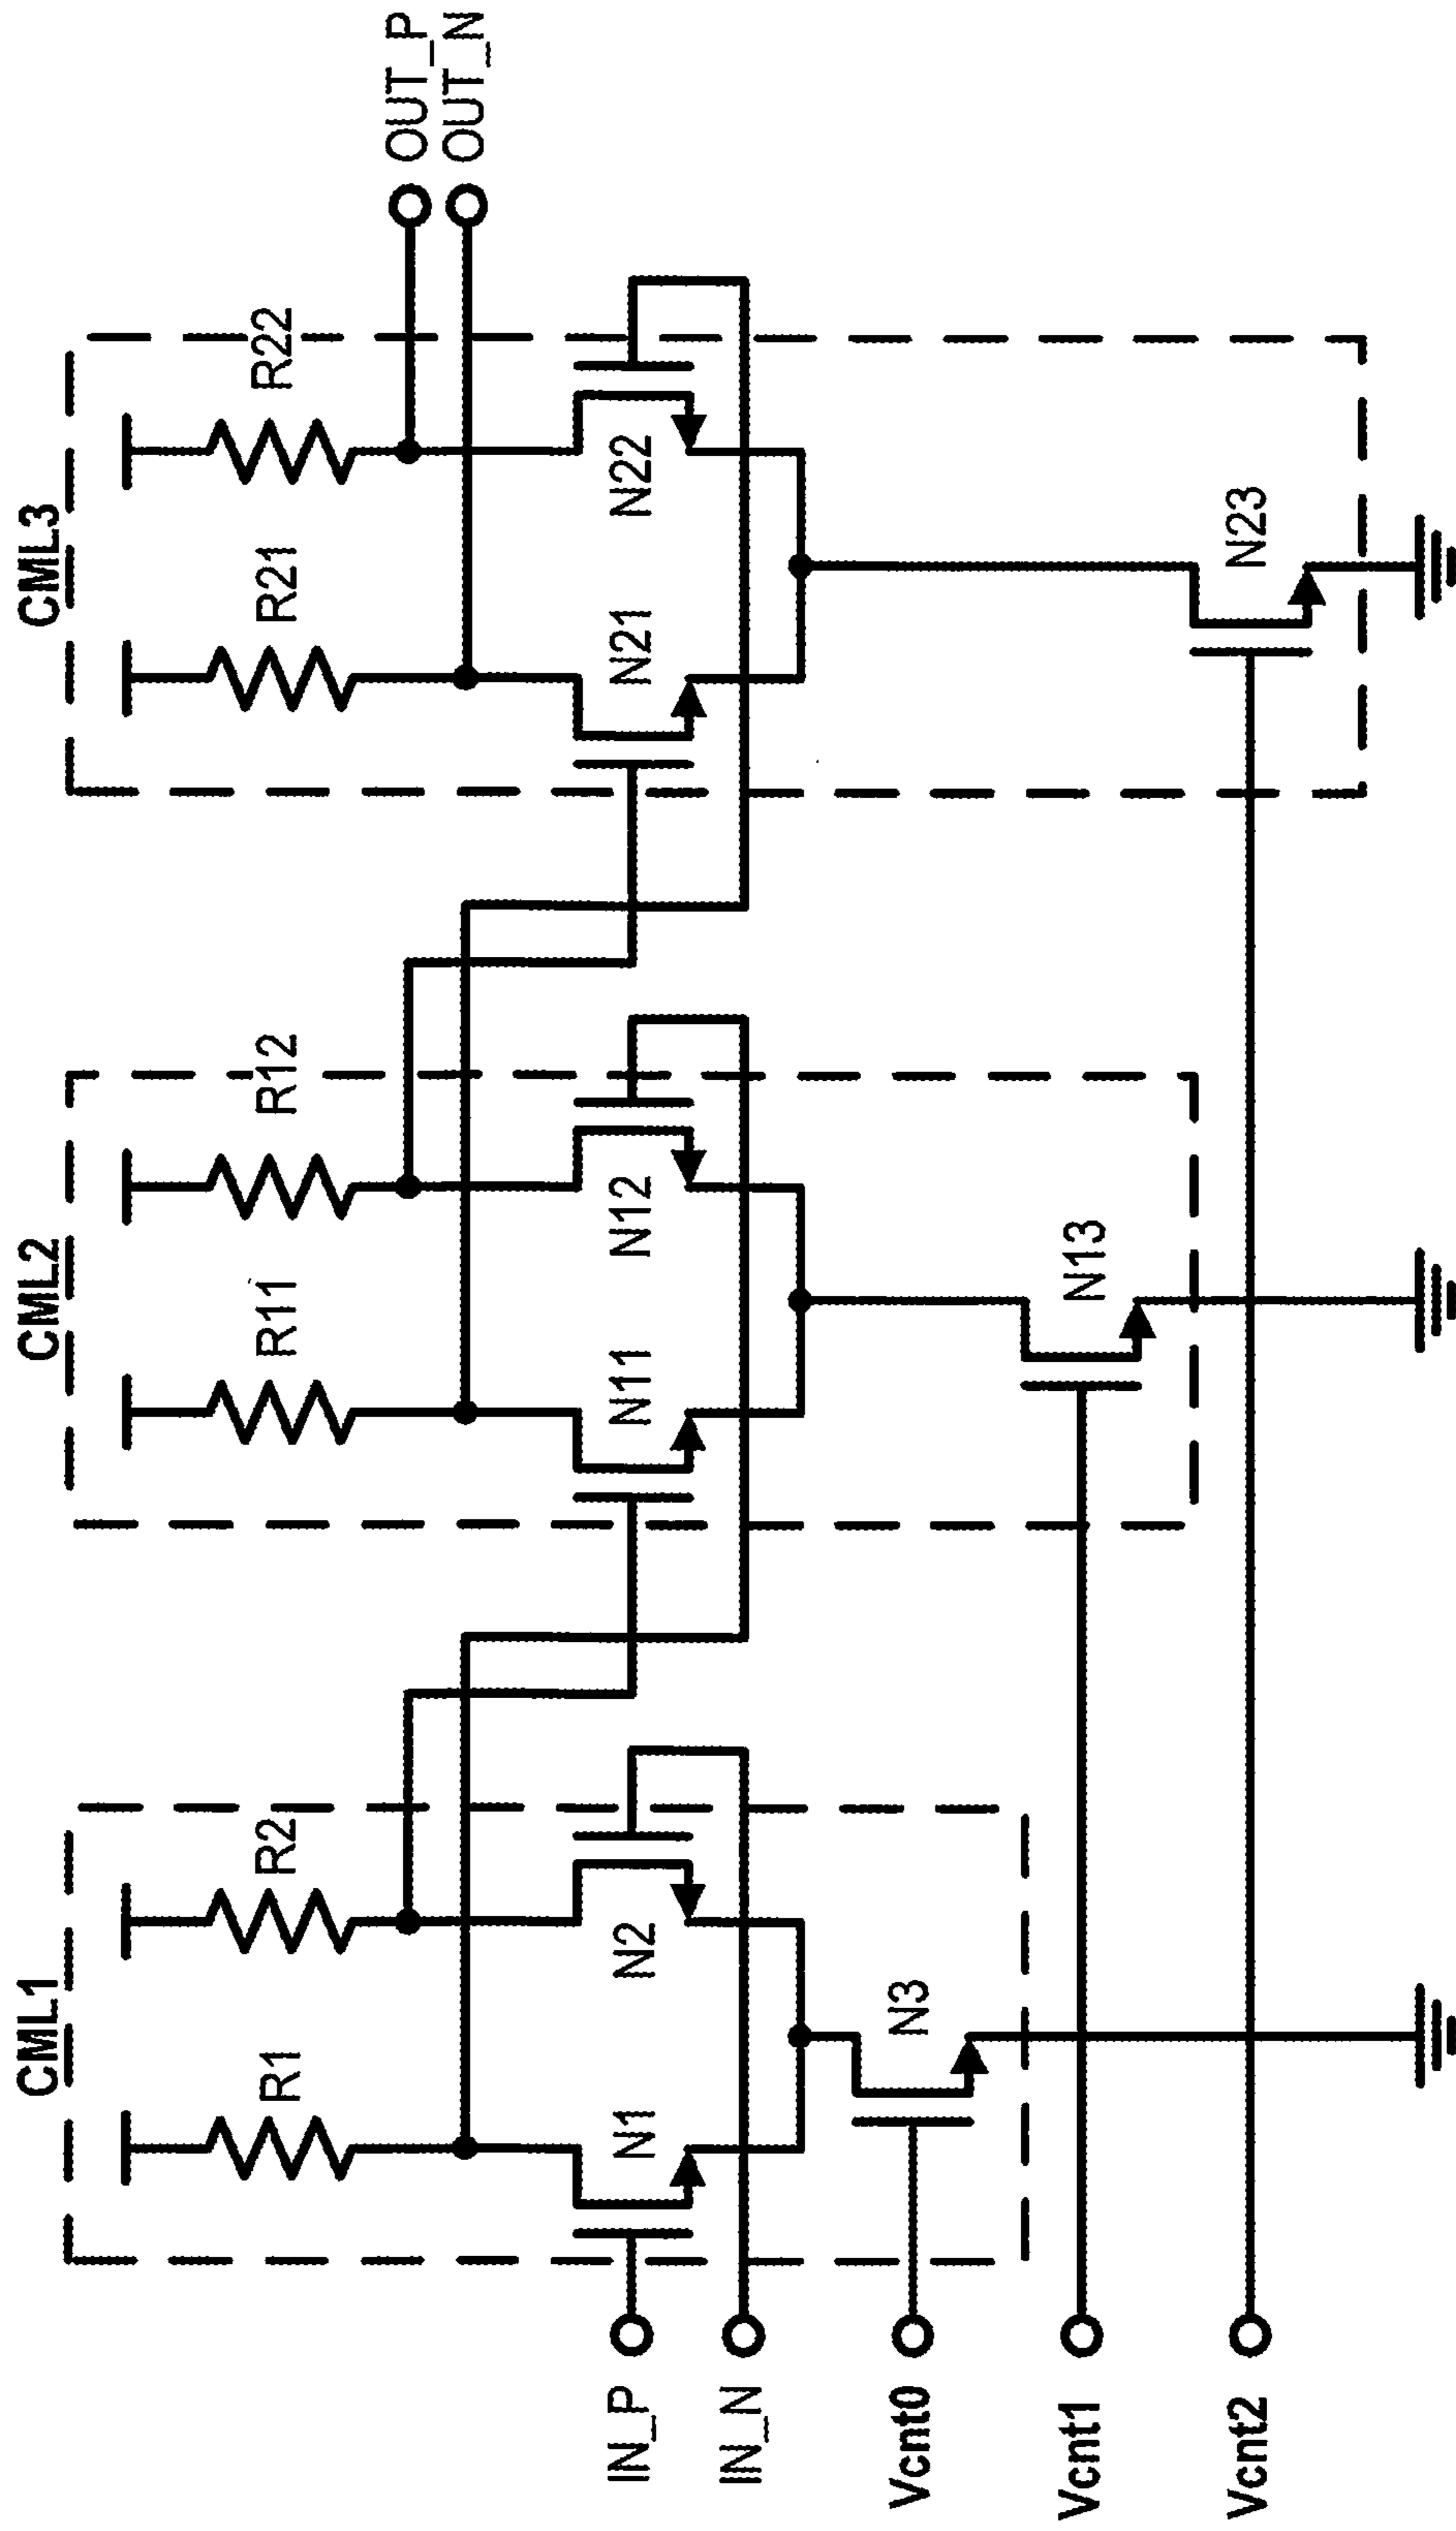 CML1
CML2
CML3
R1
R2
R11
R12
R21
R22
OUT_P
OUT_N
N1
N2
N11
N12
N21
N22
IN_P
IN_N
N3
Vcnt0
N13
Vcnt1
N23
Vcnt2